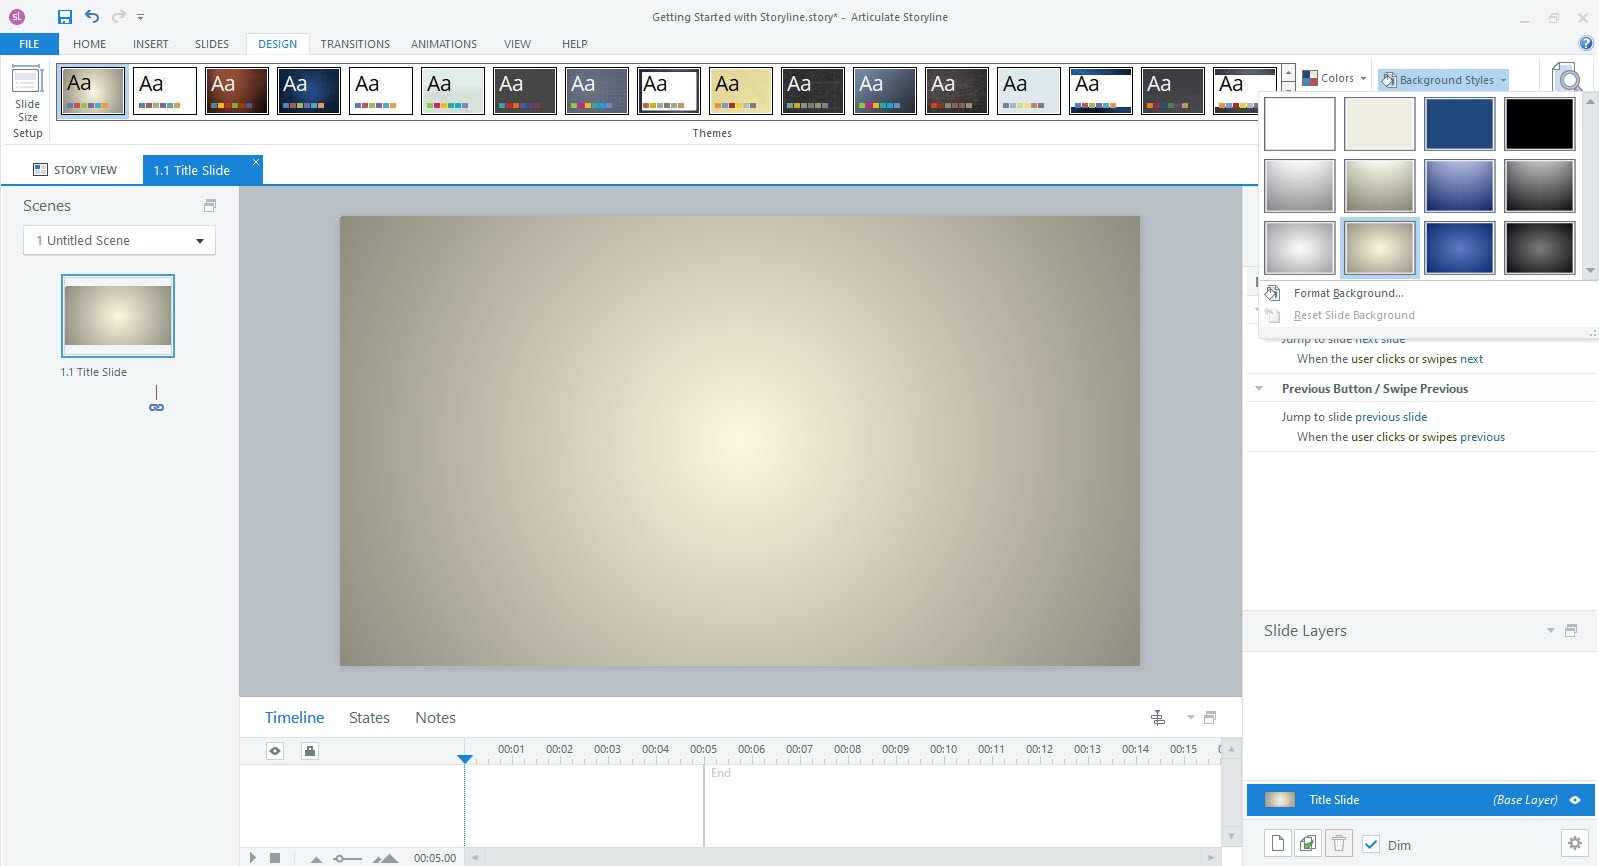 sl
Getting Started with Storyline.story* - Articulate Storyline
FILE HOME INSERT SLIDES DESIGN TRANSITIONS ANIMATIONS VIEW HELP
?
Slide
Size
Setup
Aa Aa Aa Aa Aa Aa Aa Aa Aa Aa Aa Aa Aa Aa Aa Aa Aa
Colors
Background Styles
Themes
STORY VIEW
1.1 Title Slide
Scenes
1 Untitled Scene
1.1 Title Slide
Format Background...
Reset Slide Background
Jump to slide next slide
When the user clicks or swipes next
Previous Button / Swipe Previous
Jump to slide previous slide
When the user clicks or swipes previous
Slide Layers
Timeline States Notes
00:01 00:02 00:03 00:04 00:05 00:06 00:07 00:08 00:09 00:10 00:11 00:12 00:13 00:14 00:15
End
00:05.00
Title Slide (Base Layer)
Dim